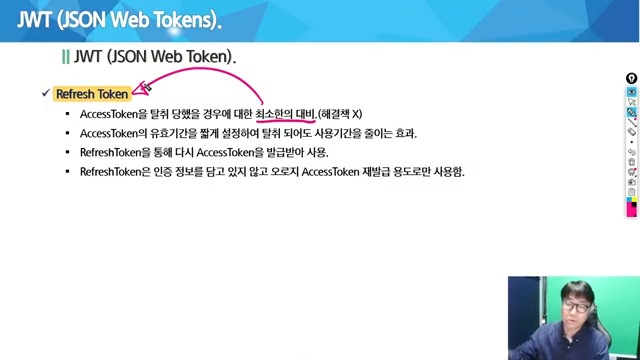 JWT (JSON Web Tokens).
JWT (JSON Web Token).
Refresh Token
AccessToken을 탈취 당했을 경우에 대한 최소한의 대비.(해결책 X)
AccessToken의 유효기간을 짧게 설정하여 탈취 되어도 사용기간을 줄이는 효과.
RefreshToken을 통해 다시 AccessToken을 발급받아 사용.
RefreshToken은 인증 정보를 담고 있지 않고 오로지 AccessToken 재발급 용도로만 사용함.